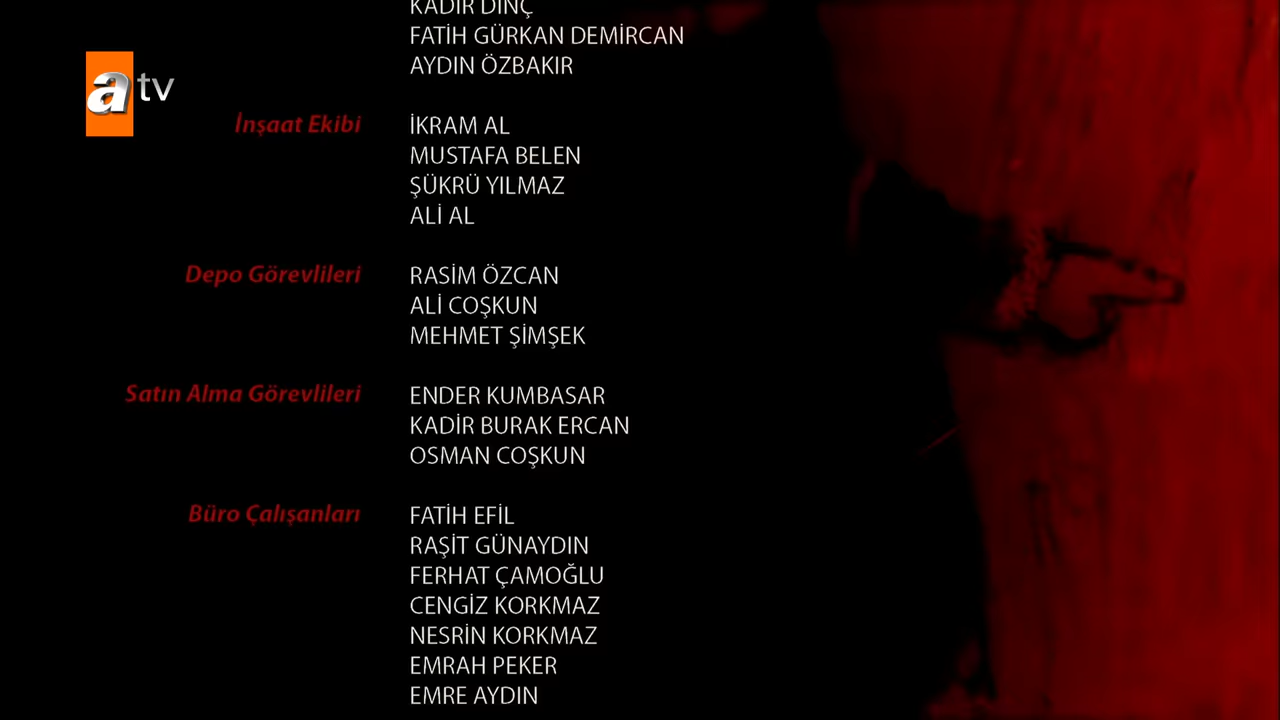 KADİR DİNÇ
FATİH GÜRKAN DEMİRCAN
AYDIN ÖZBAKIR
atv
İnşaat Ekibi İKRAM AL
MUSTAFA BELEN
ŞÜKRÜ YILMAZ
ALİ AL
Depo Görevlileri RASİM ÖZCAN
ALİ COŞKUN
MEHMET ŞİMŞEK
Satın Alma Görevlileri ENDER KUMBASAR
KADİR BURAK ERCAN
OSMAN COŞKUN
Büro Çalışanları FATİH EFİL
RAŞİT GÜNAYDIN
FERHAT ÇAMOĞLU
CENGİZ KORKMAZ
NESRİN KORKMAZ
EMRAH PEKER
EMRE AYDIN